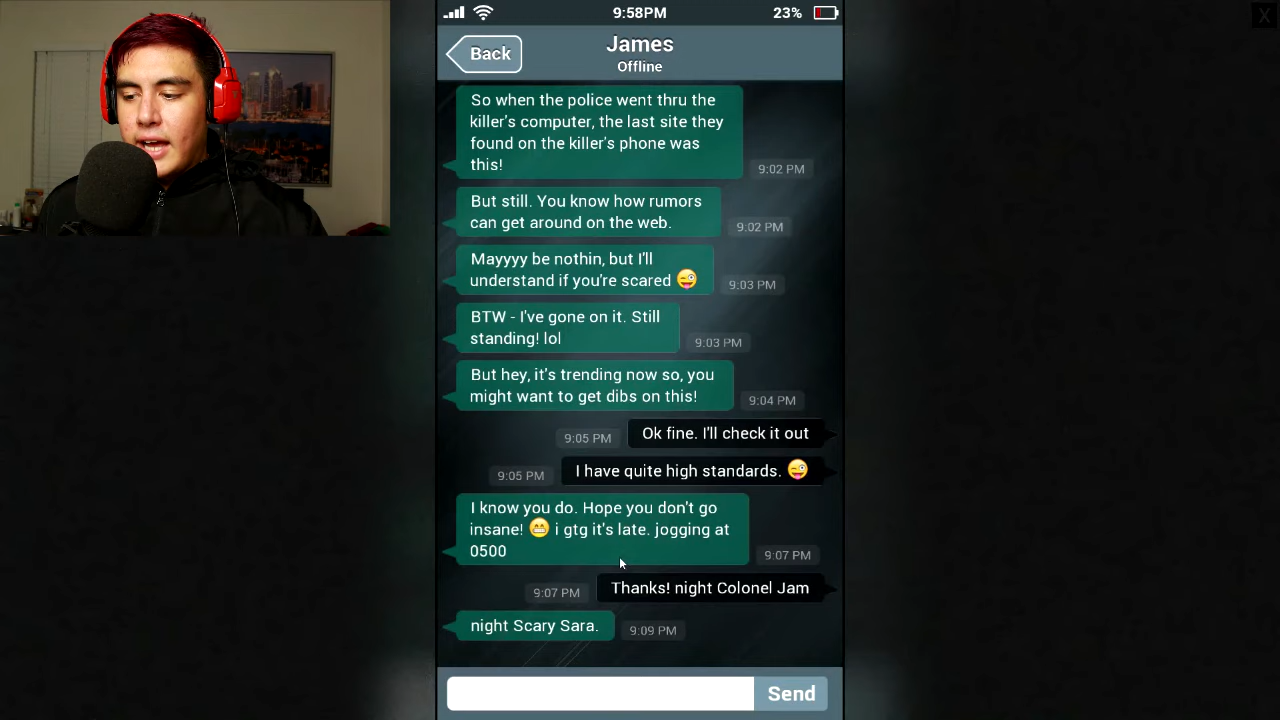 9:58PM
23%
X
Back
James
Offline
So when the police went thru the
killer's computer, the last site they
found on the killer's phone was
this!
9:02 PM
But still. You know how rumors
can get around on the web.
9:02 PM
Mayyyy be nothin, but I'll
understand if you're scared 😜
9:03 PM
BTW - I've gone on it. Still
standing! lol
9:03 PM
But hey, it's trending now so, you
might want to get dibs on this!
9:04 PM
9:05 PM
Ok fine. I'll check it out
9:05 PM
I have quite high standards. 😜
I know you do. Hope you don't go
insane! 😁 i gtg it's late. jogging at
0500
9:07 PM
9:07 PM
Thanks! night Colonel Jam
night Scary Sara.
9:09 PM
Send